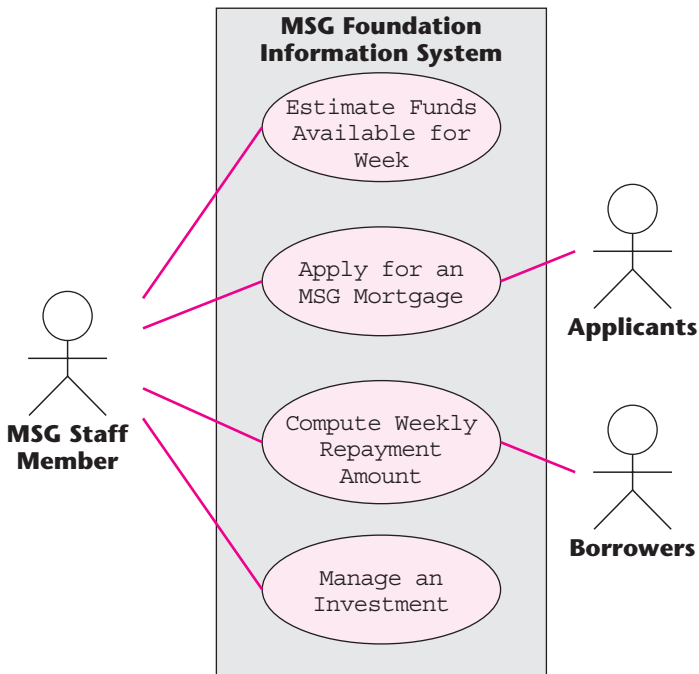 MSG Foundation
Information System
Estimate Funds
Available for
Week
Apply for an
MSG Mortgage
Applicants
MSG Staff
Member
Compute Weekly
Repayment
Amount
Borrowers
Manage an
Investment